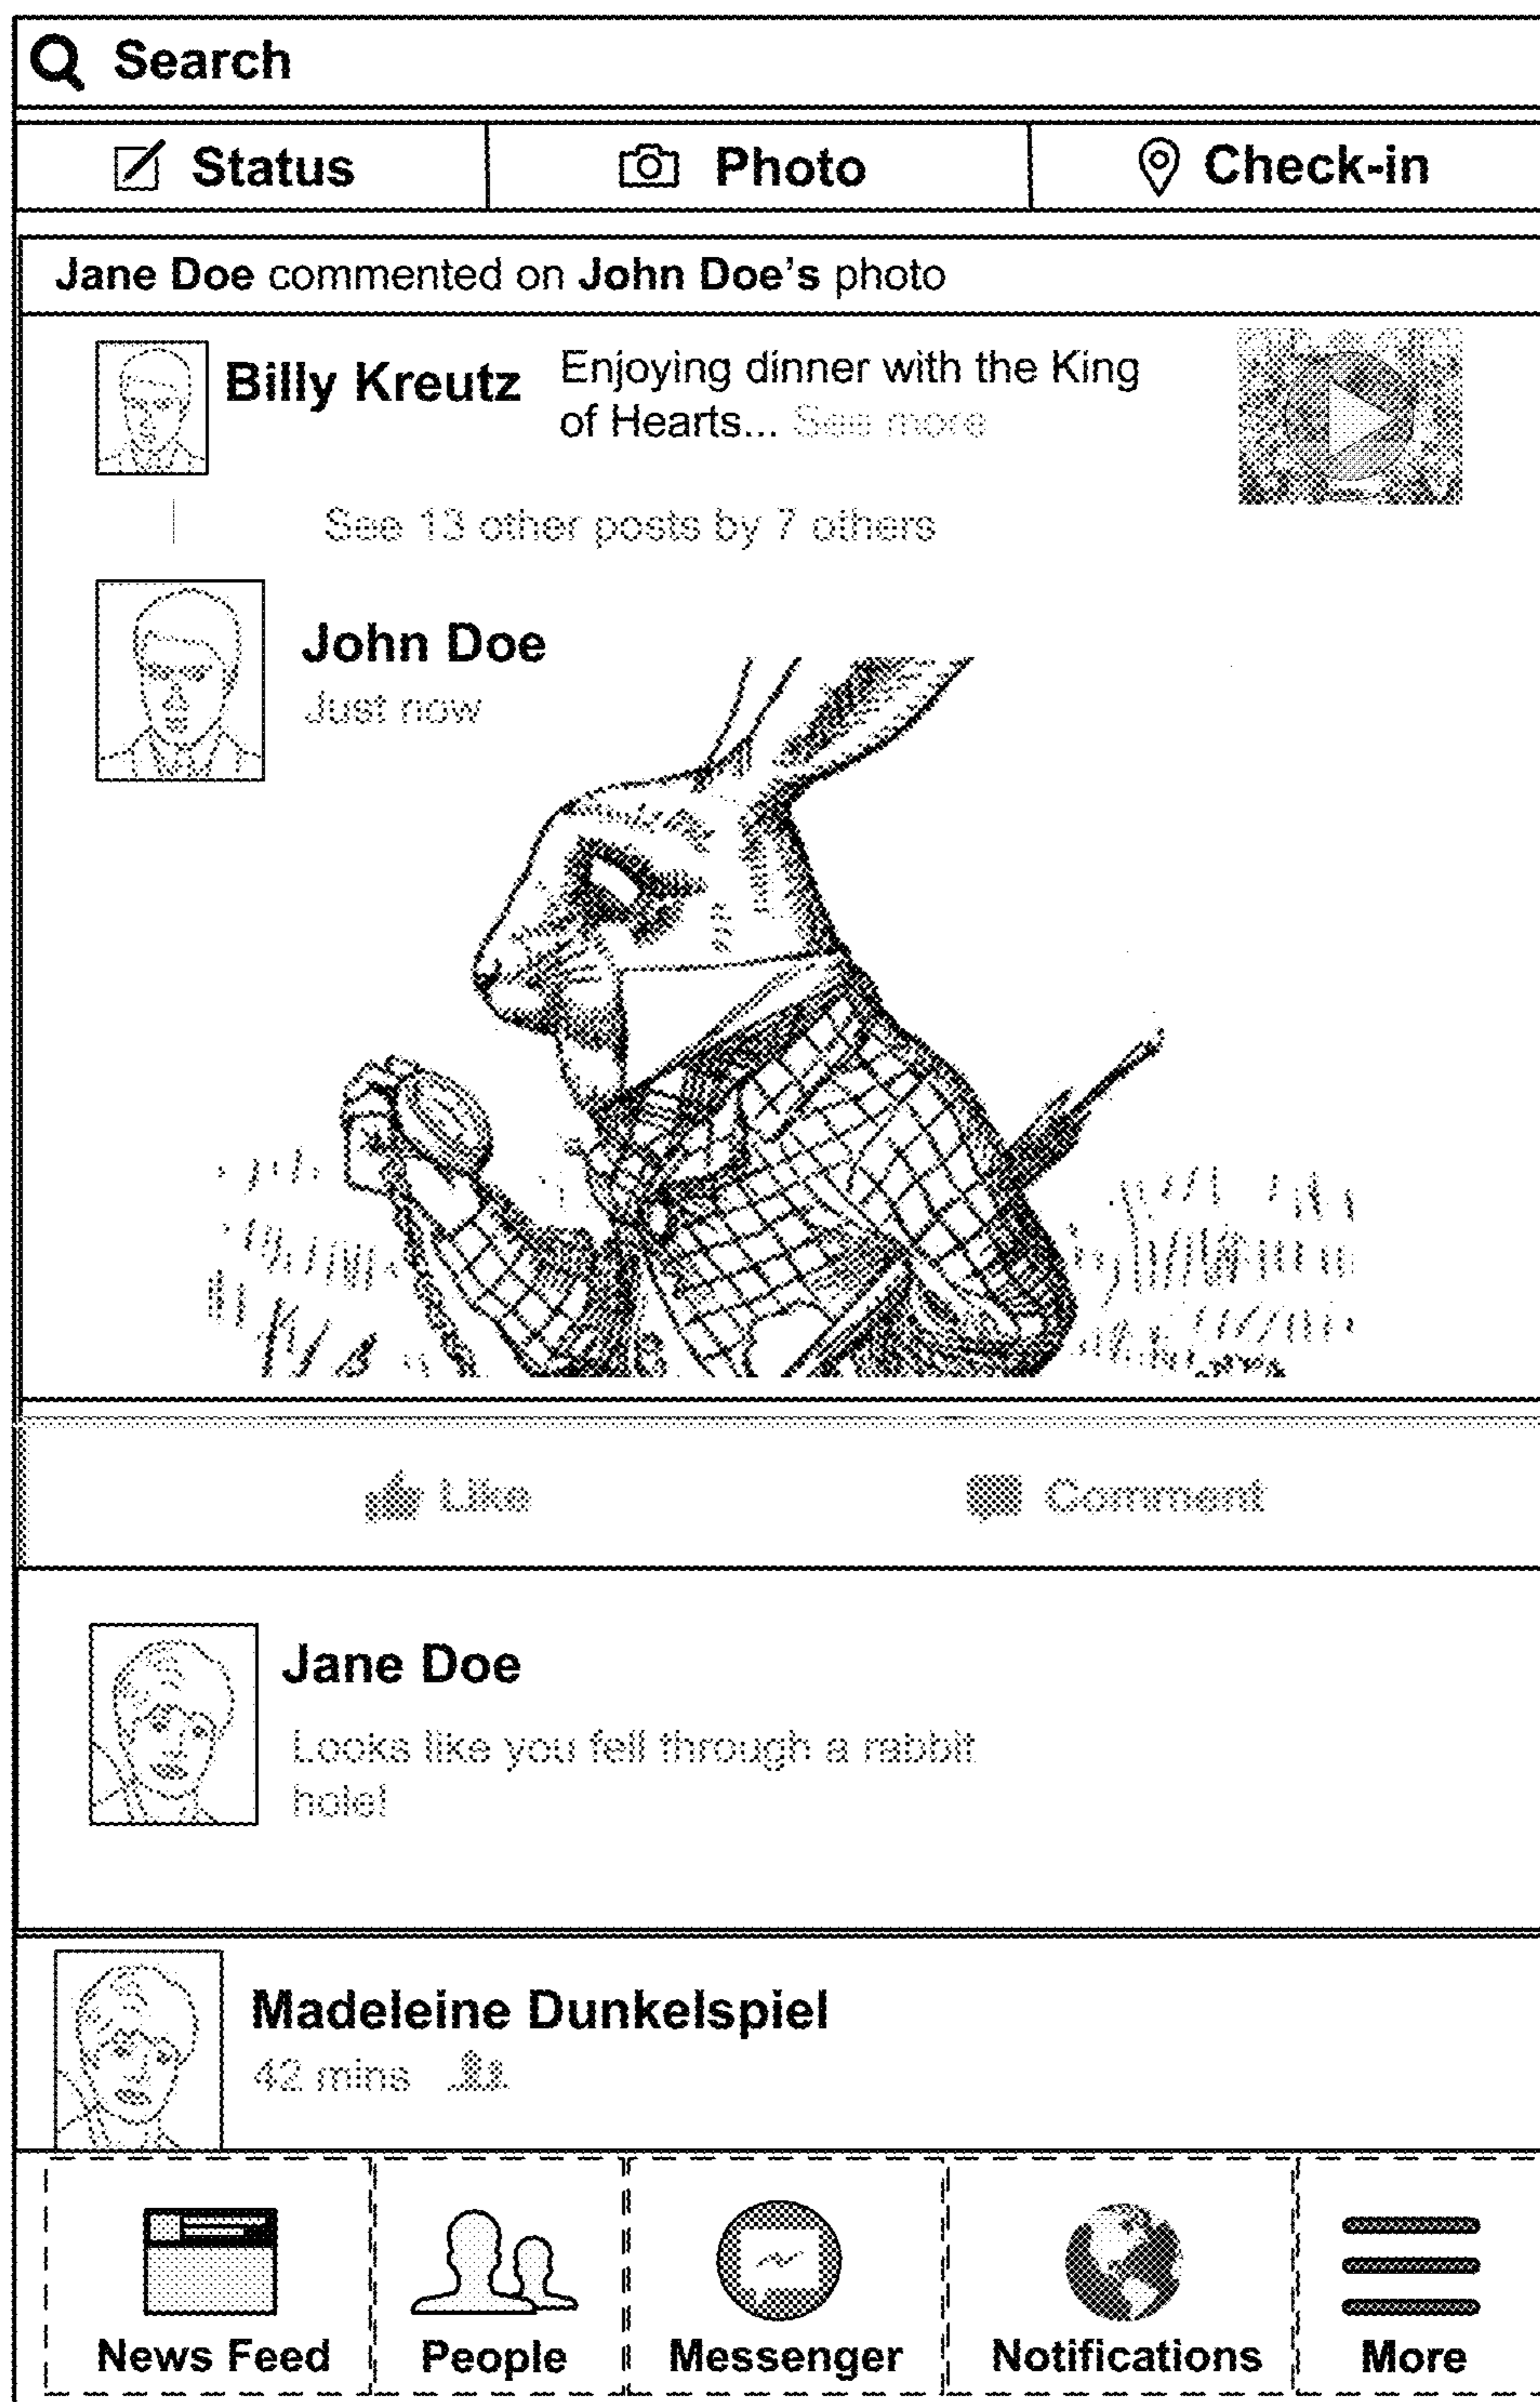 Search
Status Photo Check-in
Jane Doe commented on John Doe's photo
Billy Kreutz Enjoying dinner with the King
of Hearts... See more
See 13 other posts by 7 others
John Doe
Just now
Like Comment
Jane Doe
Looks like you fell through a rabbit
hole!
Madeleine Dunkelspiel
42 mins
News Feed People Messenger Notifications More